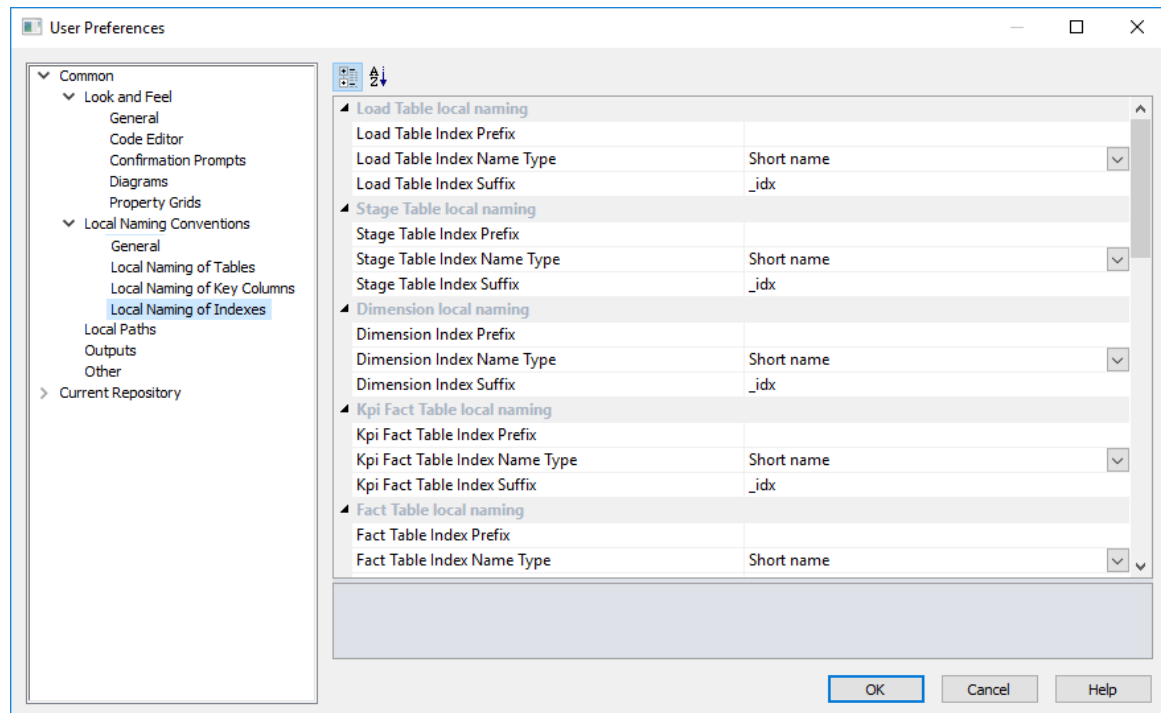 User Preferences
Common
Look and Feel
General
Code Editor
Confirmation Prompts
Diagrams
Property Grids
Local Naming Conventions
General
Local Naming of Tables
Local Naming of Key Columns
Local Naming of Indexes
Local Paths
Outputs
Other
Current Repository
Load Table local naming
Load Table Index Prefix
Load Table Index Name Type Short name
Load Table Index Suffix _idx
Stage Table local naming
Stage Table Index Prefix
Stage Table Index Name Type Short name
Stage Table Index Suffix _idx
Dimension local naming
Dimension Index Prefix
Dimension Index Name Type Short name
Dimension Index Suffix _idx
Kpi Fact Table local naming
Kpi Fact Table Index Prefix
Kpi Fact Table Index Name Type Short name
Kpi Fact Table Index Suffix _idx
Fact Table local naming
Fact Table Index Prefix
Fact Table Index Name Type Short name
OK Cancel Help